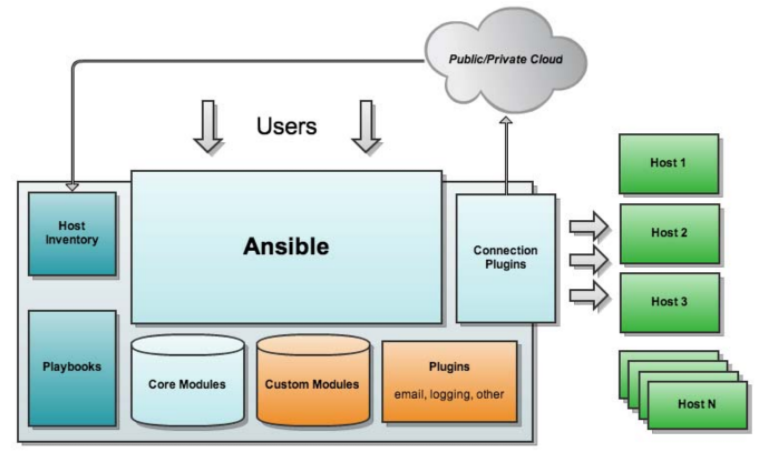 Public/Private Cloud
Users
Host 1
Host
Inventory
Ansible
Connection
Plugins
Host 2
Host 3
Playbooks
Core Modules
Custom Modules
Plugins
email, logging, other
Host N